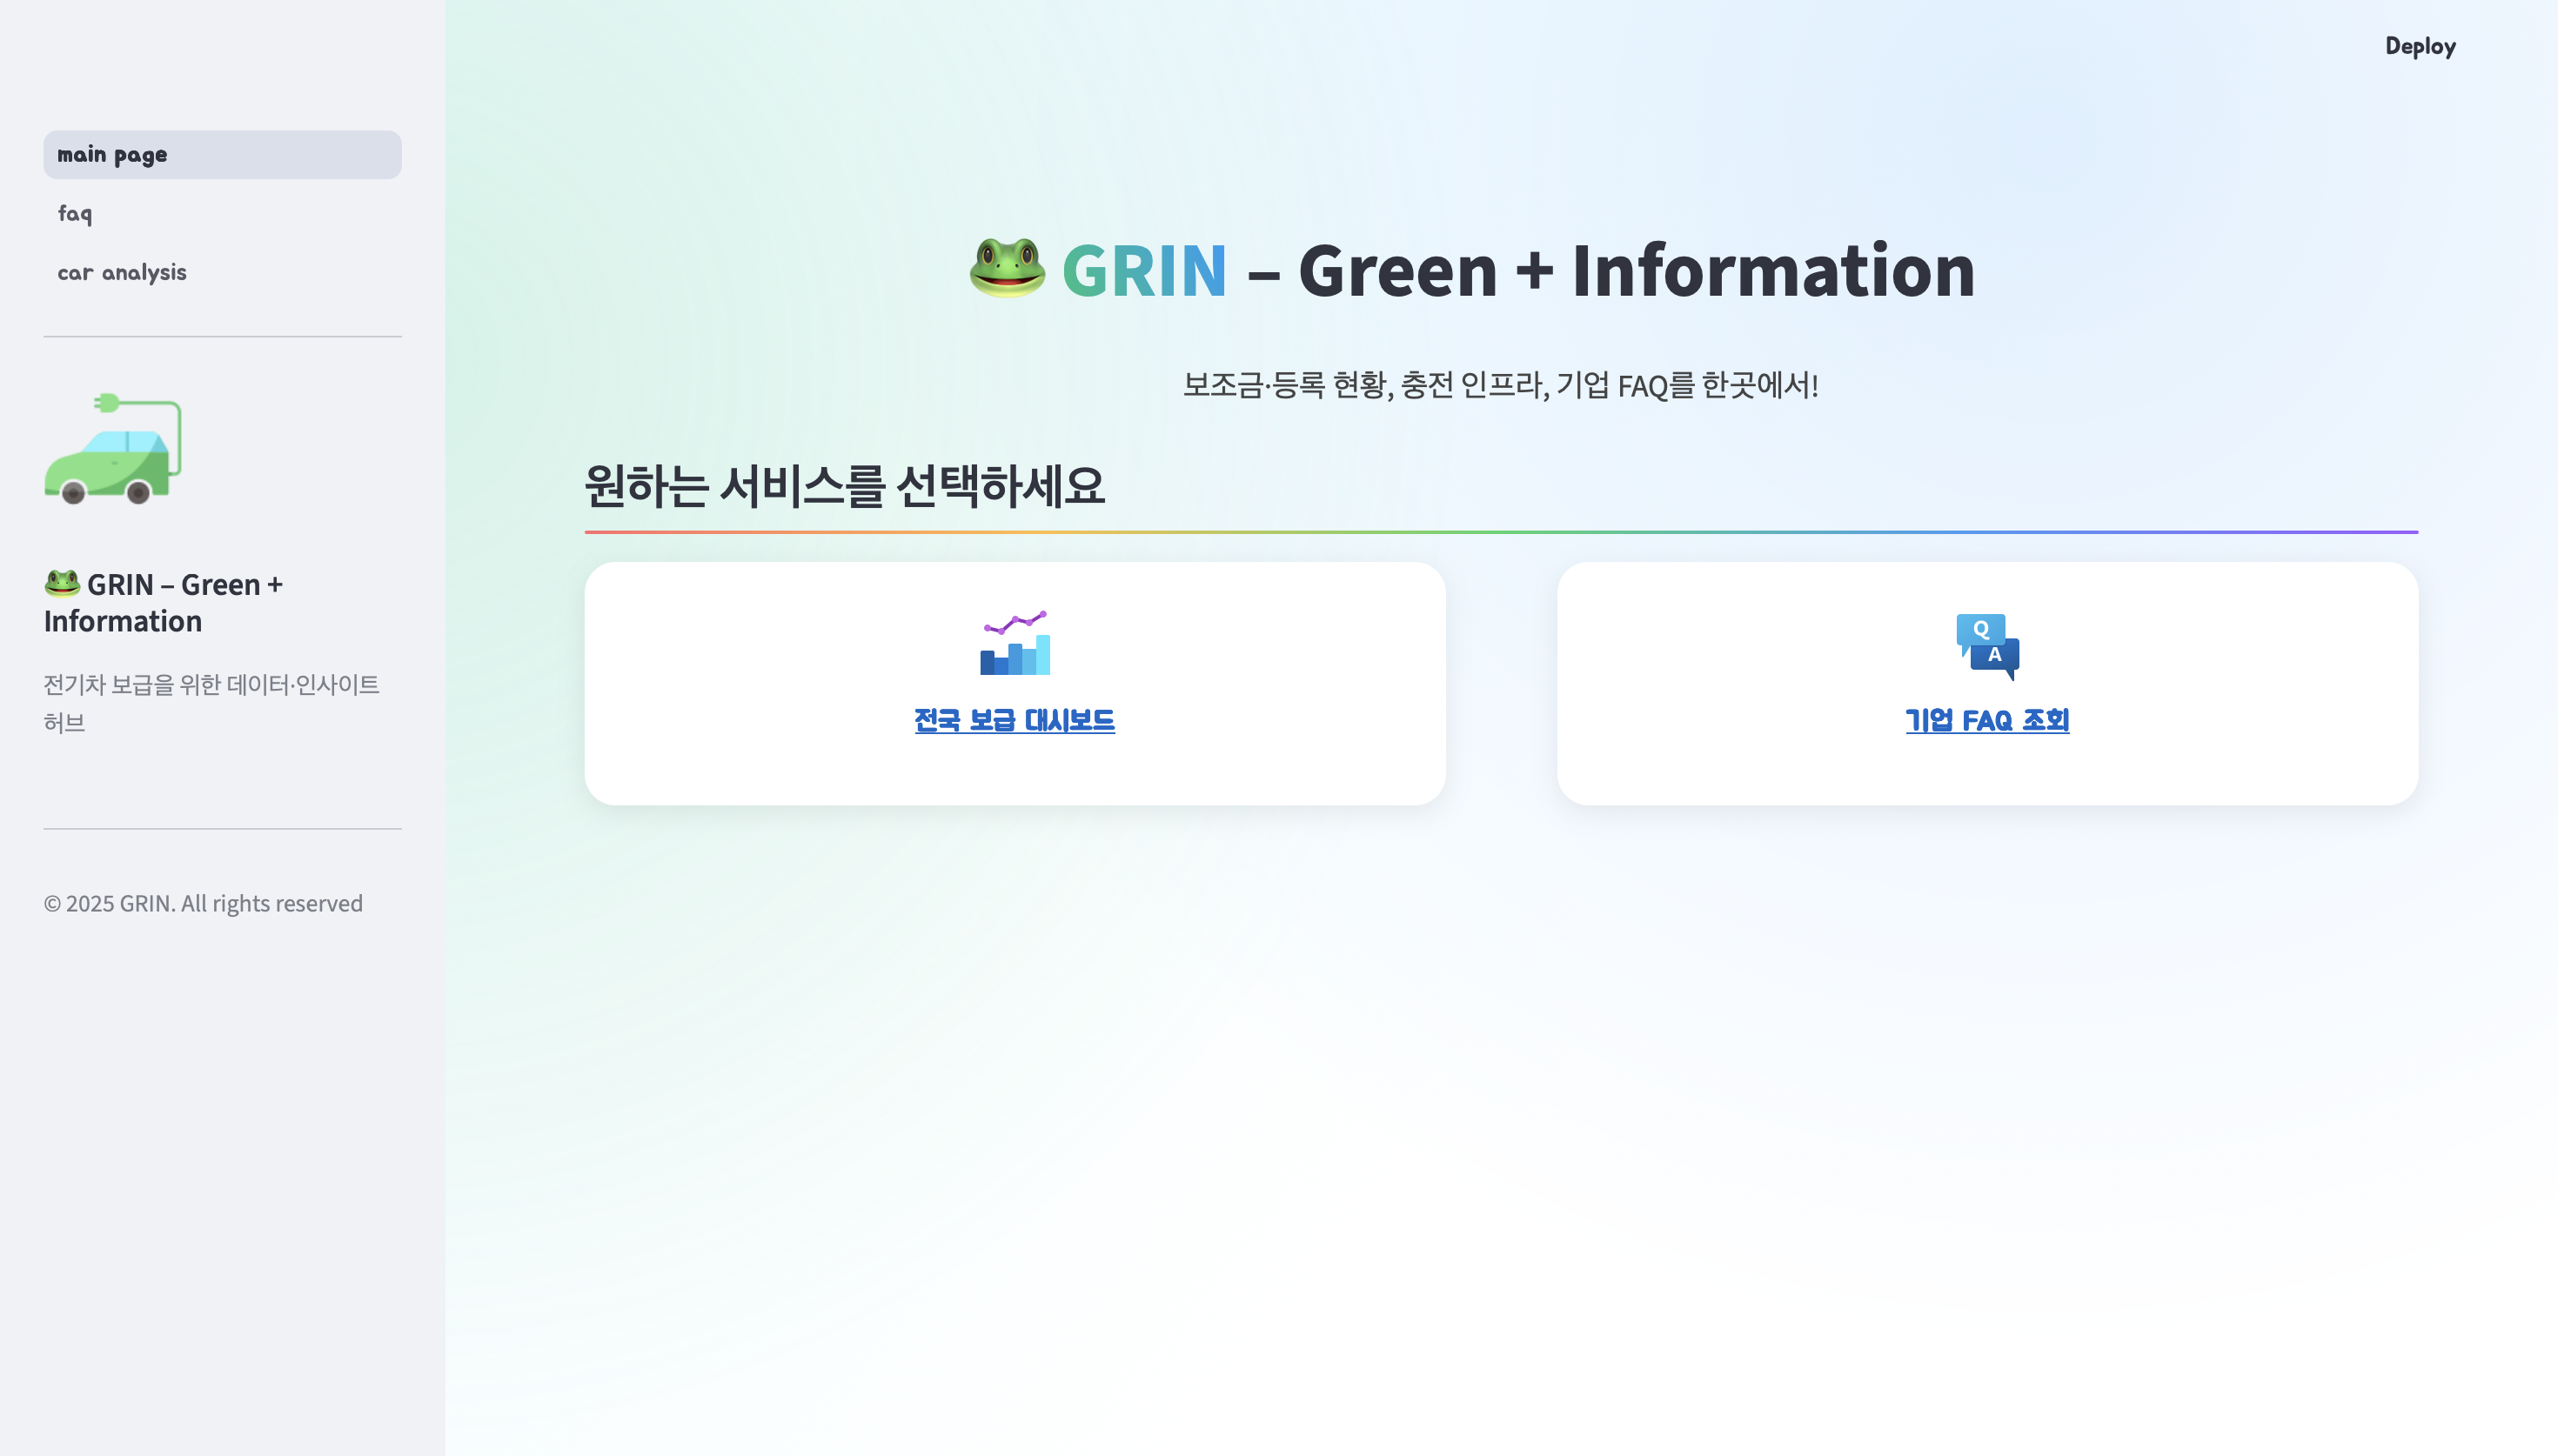 Deploy
main page
faq
car analysis
🐸 GRIN – Green +
Information
전기차 보급을 위한 데이터·인사이트
허브
© 2025 GRIN. All rights reserved
🐸 GRIN – Green + Information
보조금·등록 현황, 충전 인프라, 기업 FAQ를 한곳에서!
원하는 서비스를 선택하세요
전국 보급 대시보드
Q
A
기업 FAQ 조회